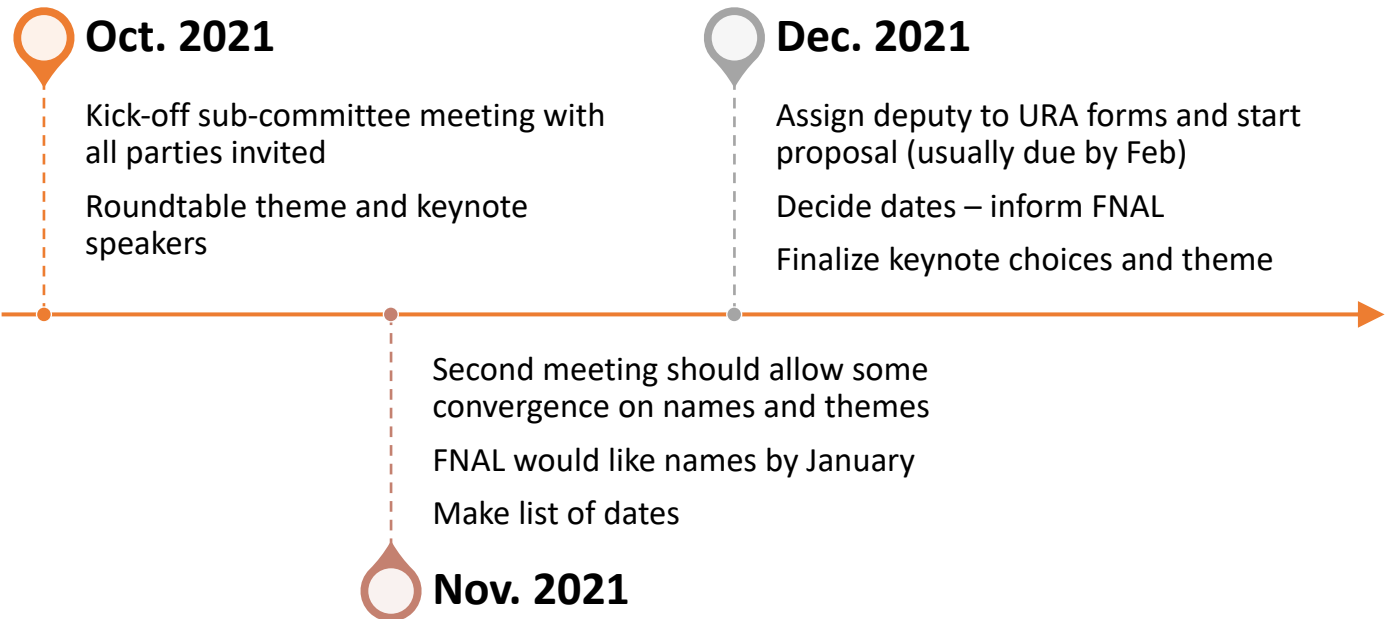 Oct. 2021
Kick-off sub-committee meeting with
all parties invited
Roundtable theme and keynote
speakers
Dec. 2021
Assign deputy to URA forms and start
proposal (usually due by Feb)
Decide dates – inform FNAL
Finalize keynote choices and theme
Second meeting should allow some
convergence on names and themes
FNAL would like names by January
Make list of dates
Nov. 2021